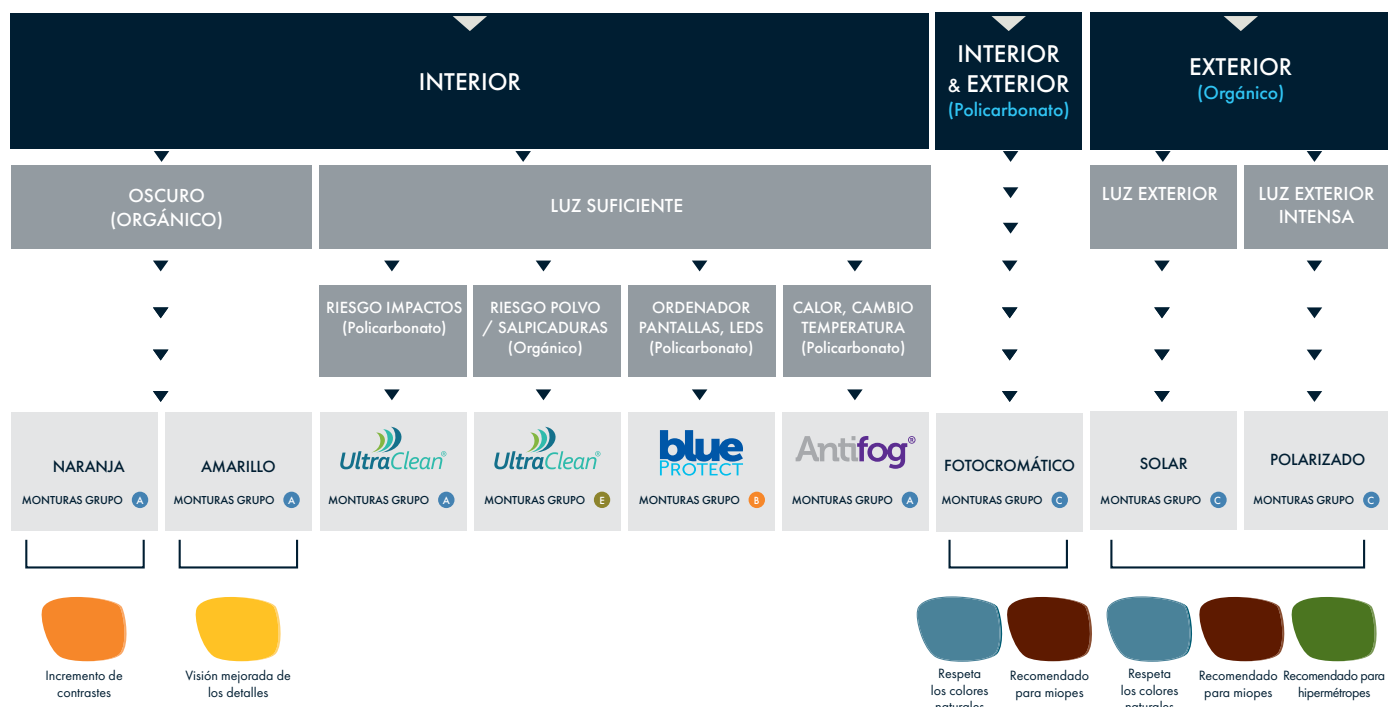 INTERIOR
INTERIOR
& EXTERIOR
(Policarbonato)
EXTERIOR
(Orgánico)
OSCURO
(ORGÁNICO)
LUZ SUFICIENTE
LUZ EXTERIOR
LUZ EXTERIOR
INTENSA
RIESGO IMPACTOS
(Policarbonato)
RIESGO POLVO
/ SALPICADURAS
(Orgánico)
ORDENADOR
PANTALLAS, LEDS
(Policarbonato)
CALOR, CAMBIO
TEMPERATURA
(Policarbonato)
NARANJA
MONTURAS GRUPO A
AMARILLO
MONTURAS GRUPO A
UltraClean®
MONTURAS GRUPO A
UltraClean®
MONTURAS GRUPO E
blue
PROTECT
MONTURAS GRUPO B
Antifog®
MONTURAS GRUPO A
FOTOCROMÁTICO
MONTURAS GRUPO C
SOLAR
MONTURAS GRUPO C
POLARIZADO
MONTURAS GRUPO C
Incremento de
contrastes
Visión mejorada de
los detalles
Respeta
los colores
naturales
Recomendado
para miopes
Respeta
los colores
naturales
Recomendado
para miopes
Recomendado para
hipermétropes